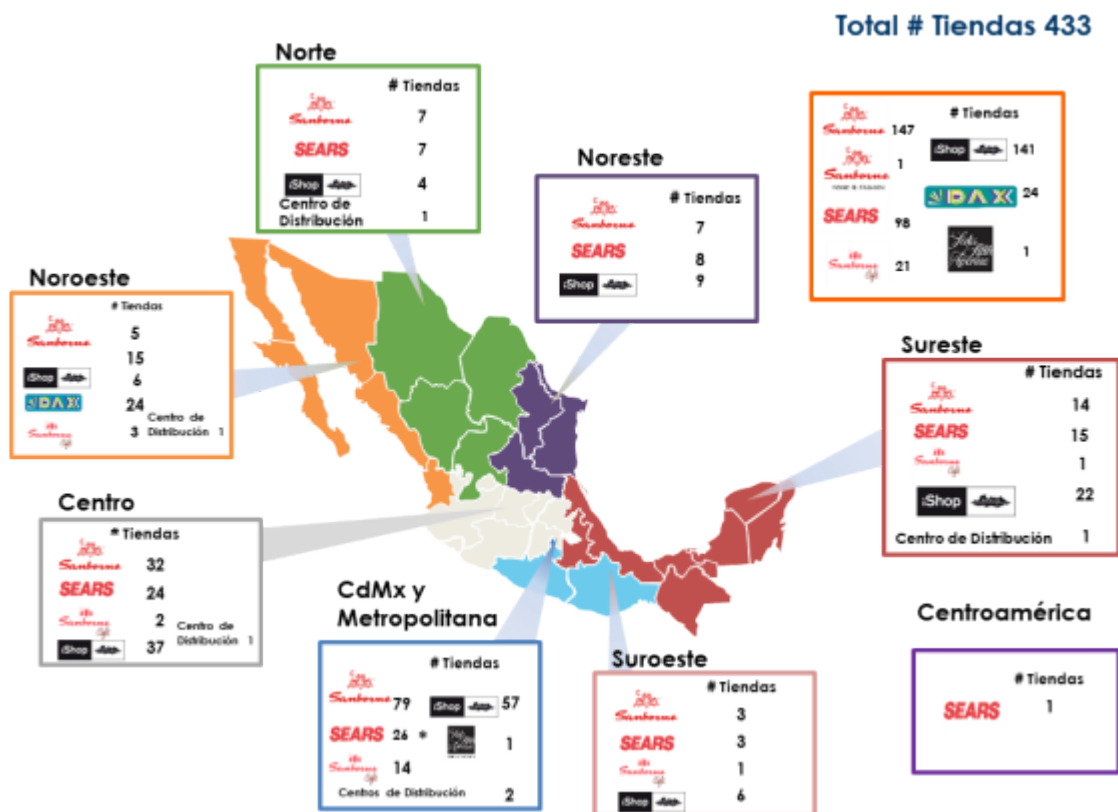 Total # Tiendas 433
Norte
# Tiendas
Sanborns 7
SEARS 7
iShop 4
Centro de
Distribución 1
Noreste
# Tiendas
Sanborns 7
SEARS 8
iShop 9
# Tiendas
Sanborns 147
iShop 141
Sanborns 1
DAX 24
SEARS 98
Saks Fifth Avenue 1
Sanborns 21
Noroeste
# Tiendas
Sanborns 5
15
iShop 6
DAX 24
Sanborns 3
Centro de
Distribución 1
Sureste
# Tiendas
Sanborns 14
SEARS 15
Sanborns 1
iShop 22
Centro de Distribución 1
Centro
* Tiendas
Sanborns 32
SEARS 24
Sanborns 2
iShop 37
Centro de
Distribución 1
CdMx y
Metropolitana
# Tiendas
Sanborns 79
iShop 57
SEARS 26 *
1
Sanborns 14
Centros de Distribución 2
Suroeste
# Tiendas
Sanborns 3
SEARS 3
Sanborns 1
iShop 6
Centroamérica
# Tiendas
SEARS 1